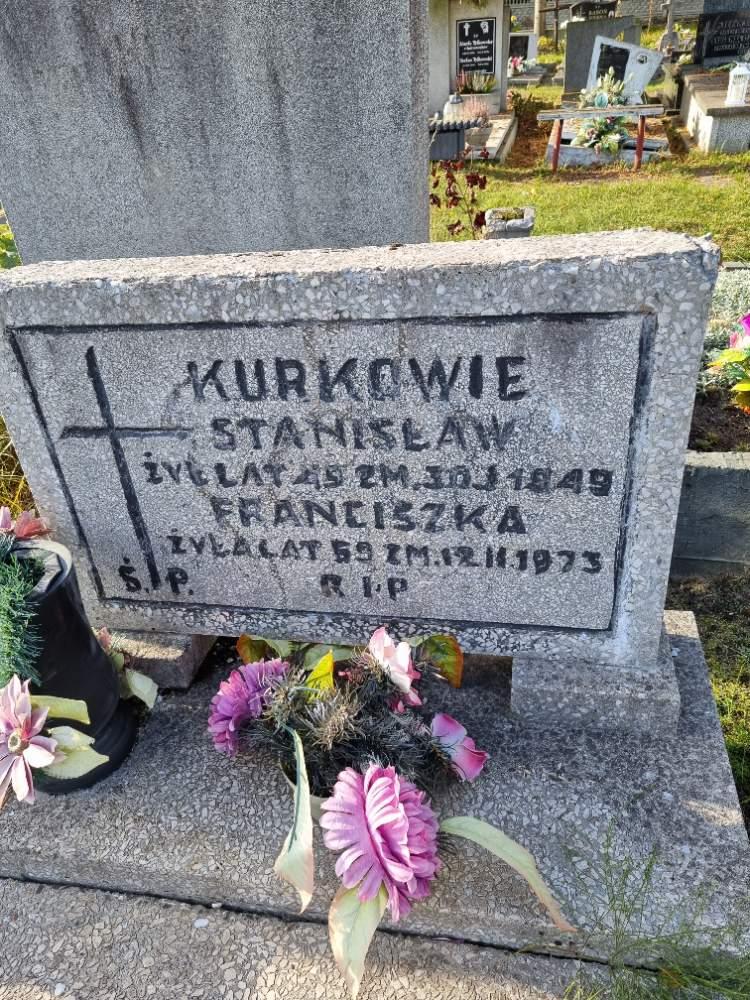 KURKOWIE
STANISŁAW
ŻYŁ LAT 45 ZM. 30.I 1949
FRANCISZKA
ŻYŁA LAT 59 ZM. 12.II.1973
Ś.P. R I P